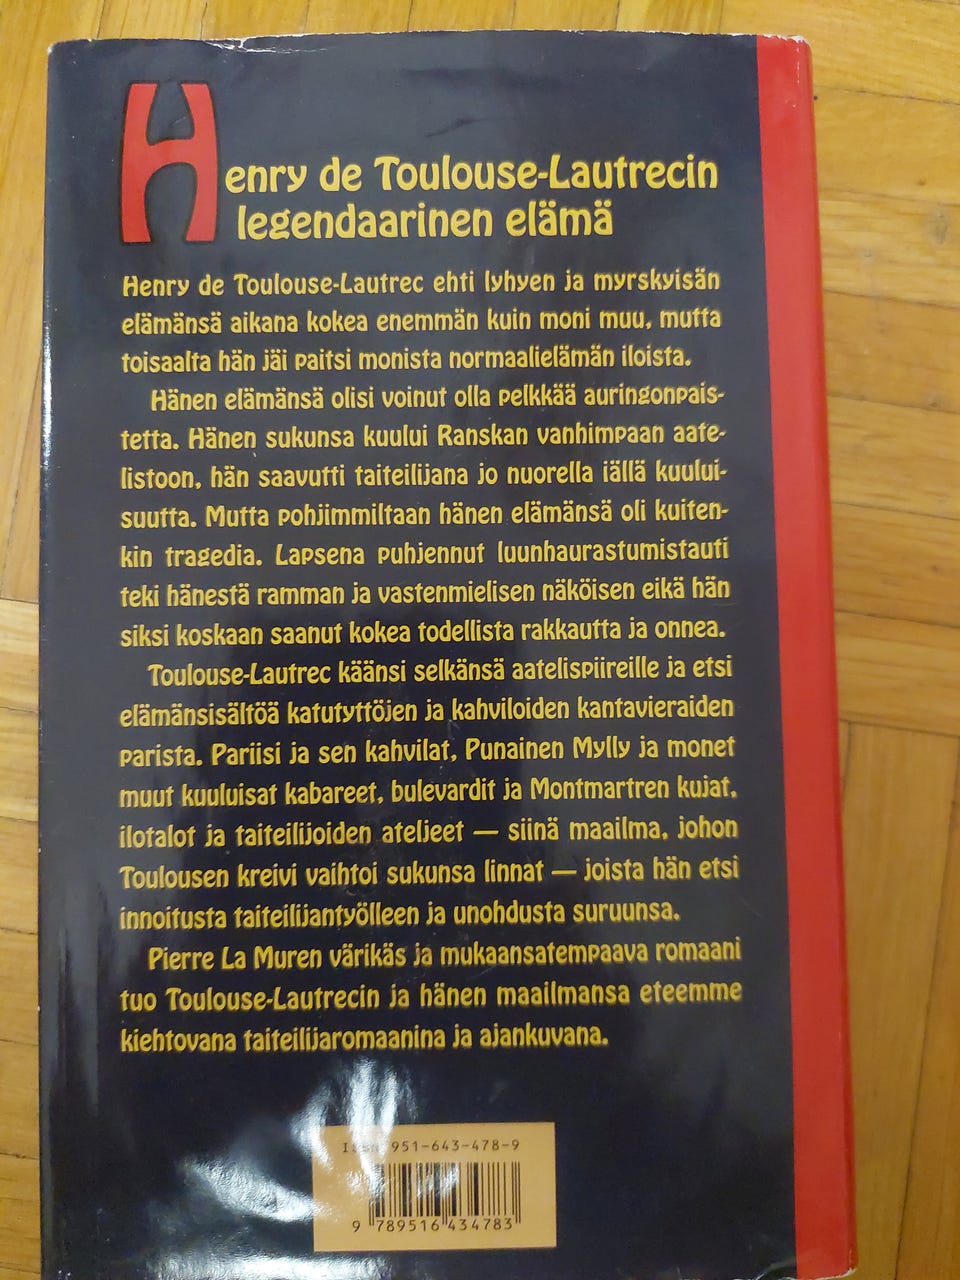 Henry de Toulouse-Lautrecin
legendaarinen elämä
Henry de Toulouse-Lautrec ehti lyhyen ja myrskyisän
elämänsä aikana kokea enemmän kuin moni muu, mutta
toisaalta hän jäi paitsi monista normaalielämän iloista.
Hänen elämänsä olisi voinut olla pelkkää auringonpais-
tetta. Hänen sukunsa kuului Ranskan vanhimpaan aate-
listoon, hän saavutti taiteilijana jo nuorella iällä kuului-
suutta. Mutta pohjimmiltaan hänen elämänsä oli kuiten-
kin tragedia. Lapsena puhjennut luunhaurastumistauti
teki hänestä ramman ja vastenmielisen näköisen eikä hän
siksi koskaan saanut kokea todellista rakkautta ja onnea.
Toulouse-Lautrec käänsi selkänsä aatelispiireille ja etsi
elämänsisältöä katutyttöjen ja kahviloiden kantavieraiden
parista. Pariisi ja sen kahvilat, Punainen Mylly ja monet
muut kuuluisat kabareet, bulevardit ja Montmartren kujat,
ilotalot ja taiteilijoiden ateljeet — siinä maailma, johon
Toulousen kreivi vaihtoi sukunsa linnat — joista hän etsi
innoitusta taiteilijantyölleen ja unohdusta suruunsa.
Pierre La Muren värikäs ja mukaansatempaava romaani
tuo Toulouse-Lautrecin ja hänen maailmansa eteemme
kiehtovana taiteilijaromaanina ja ajankuvana.
ISBN 951-643-478-9
9 789516 434783